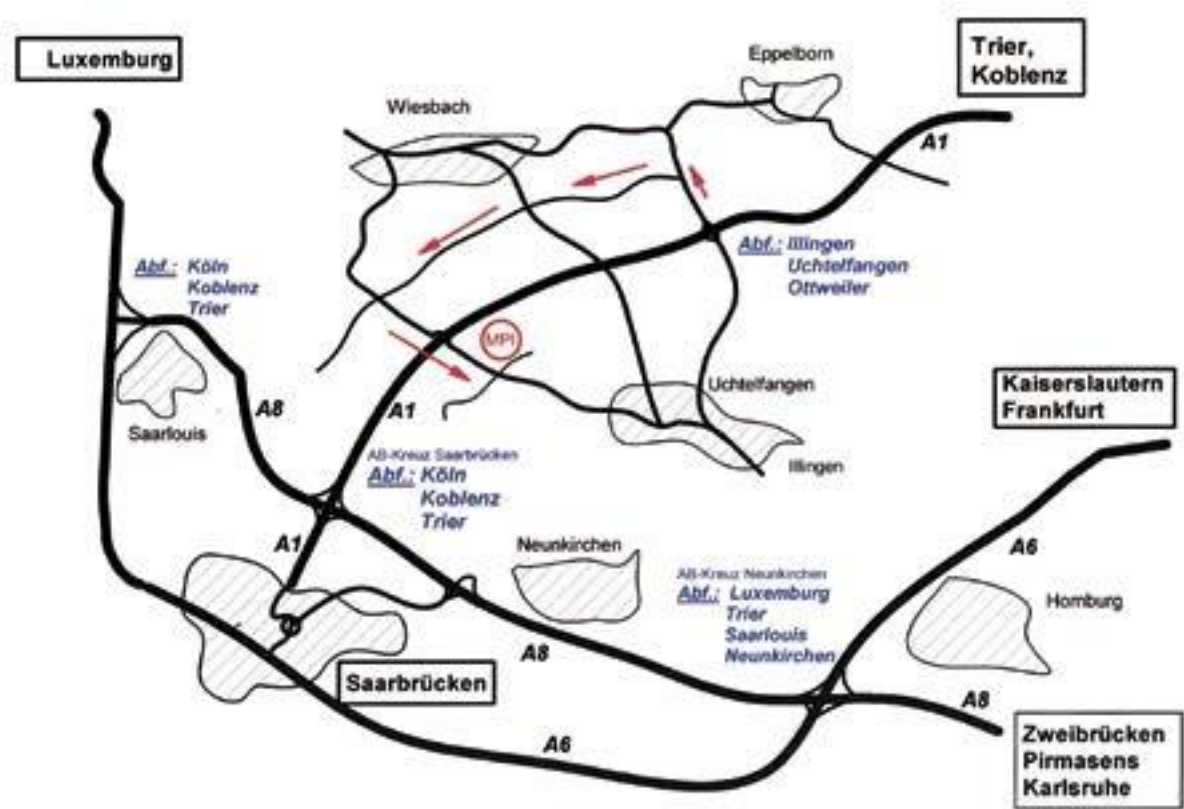 Luxemburg
Eppelborn
Trier,
Koblenz
Wiesbach
A1
Abf.: Illingen
Uchtelfangen
Ottweiler
Abf.: Köln
Koblenz
Trier
MPI
Saarlouis
A8
A1
Uchtelfangen
Kaiserslautern
Frankfurt
AB-Kreuz Saarbrücken
Abf.: Köln
Koblenz
Trier
Illingen
A1
Neunkirchen
A6
AB-Kreuz Neunkirchen
Abf.: Luxemburg
Trier
Saarlouis
Neunkirchen
Homburg
A8
Saarbrücken
A8
A6
Zweibrücken
Pirmasens
Karlsruhe